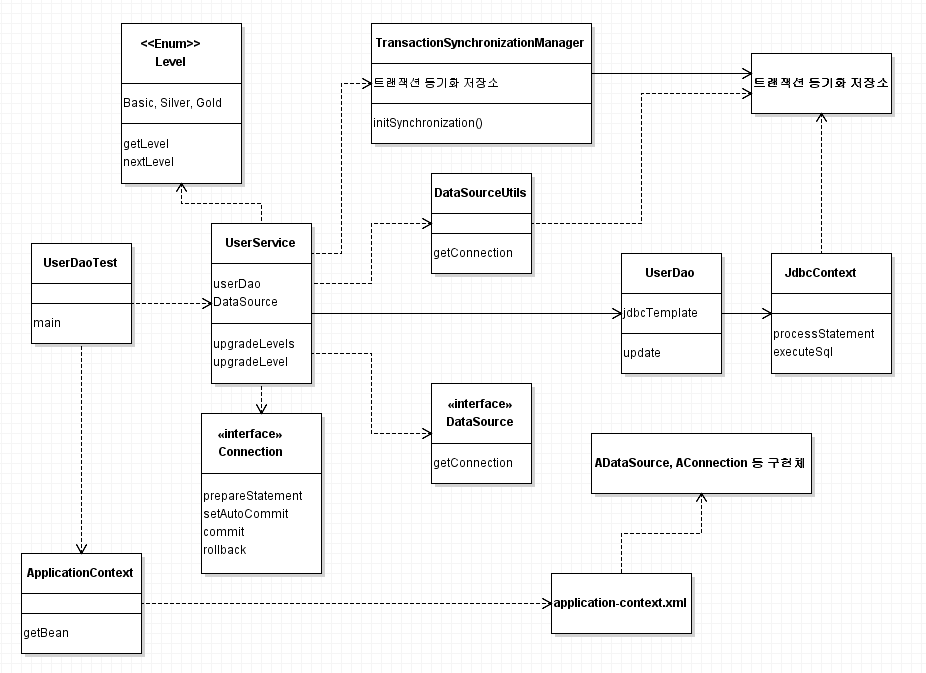 <<Enum>>
Level
Basic, Silver, Gold
getLevel
nextLevel
TransactionSynchronizationManager
트랜잭션 동기화 저장소
initSynchronization()
트랜잭션 동기화 저장소
DataSourceUtils
getConnection
UserDaoTest
main
UserService
userDao
DataSource
upgradeLevels
upgradeLevel
UserDao
jdbcTemplate
update
JdbcContext
processStatement
executeSql
«interface»
Connection
prepareStatement
setAutoCommit
commit
rollback
«interface»
DataSource
getConnection
ADataSource, AConnection 등 구현체
ApplicationContext
getBean
application-context.xml